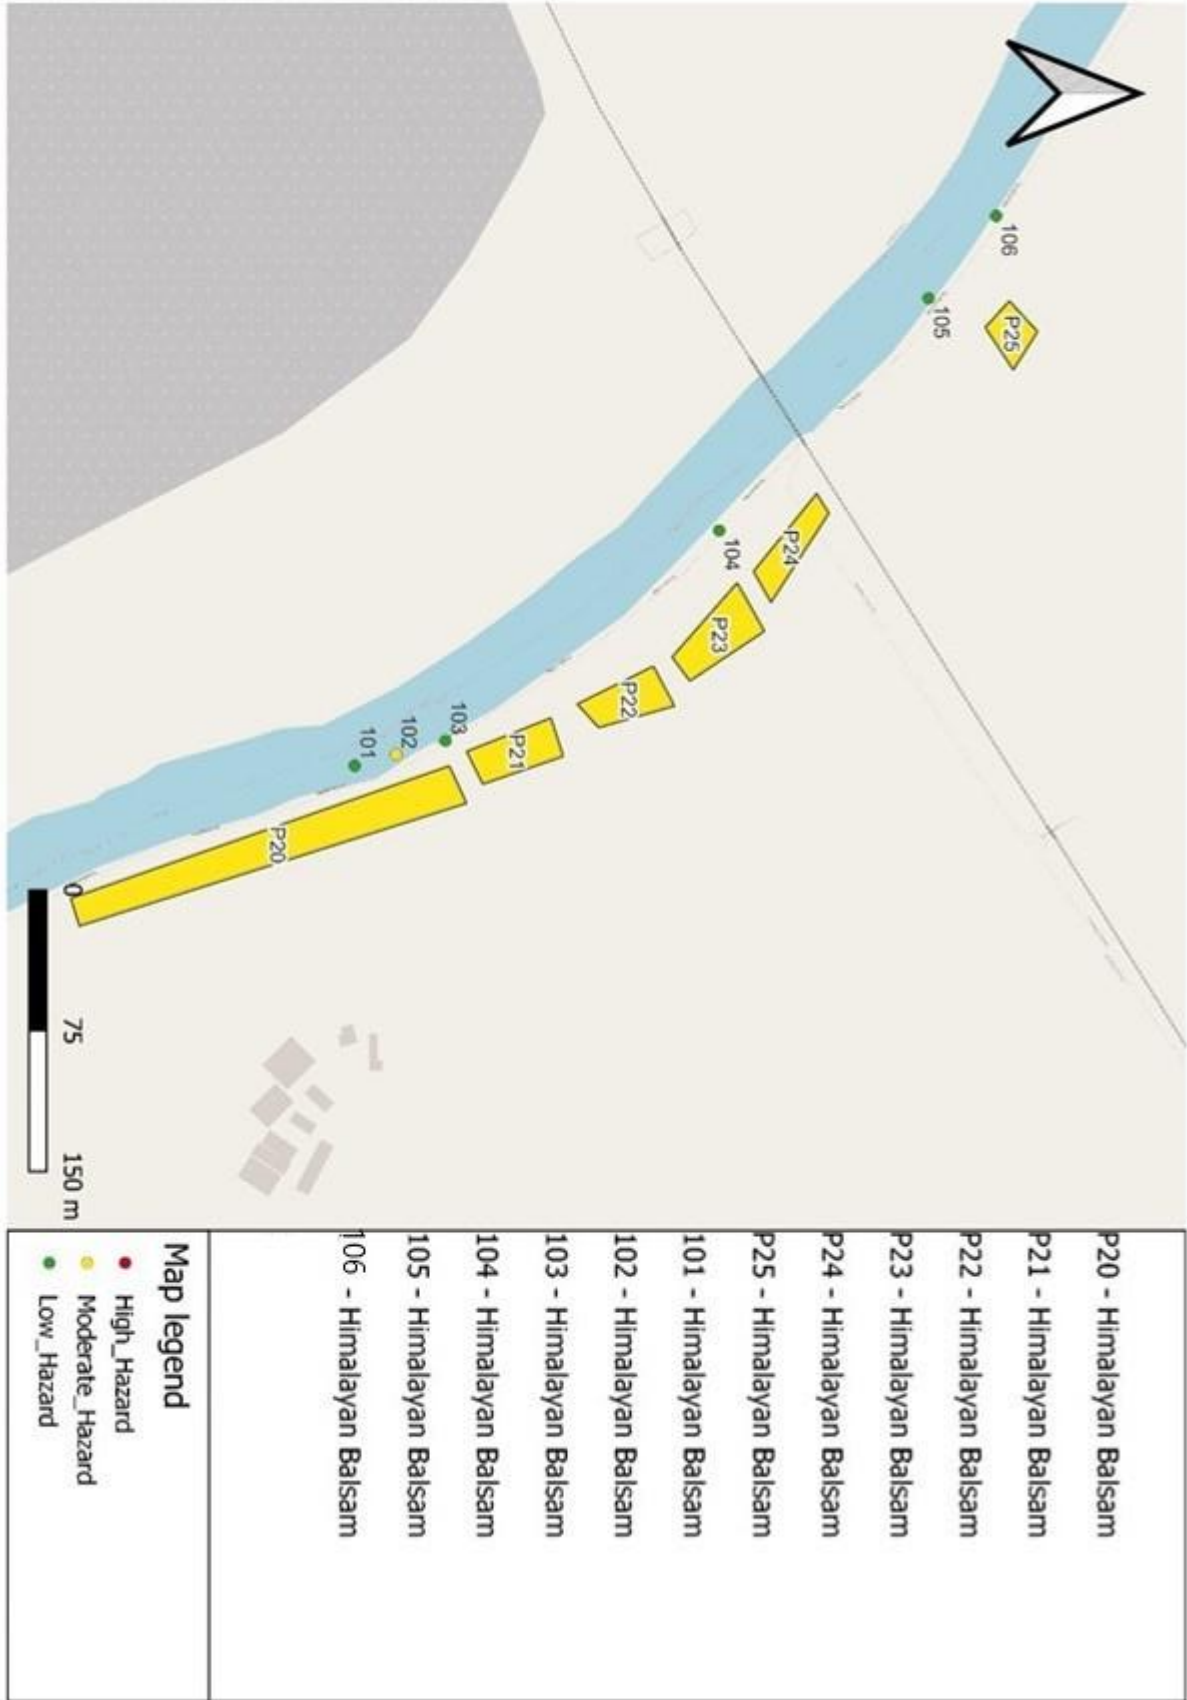 106
105
P25
104
P24
P23
P22
P21
103
102
101
P20
0
75
150 m
P20 - Himalayan Balsam
P21 - Himalayan Balsam
P22 - Himalayan Balsam
P23 - Himalayan Balsam
P24 - Himalayan Balsam
P25 - Himalayan Balsam
101 - Himalayan Balsam
102 - Himalayan Balsam
103 - Himalayan Balsam
104 - Himalayan Balsam
105 - Himalayan Balsam
106 - Himalayan Balsam
Map legend
High_Hazard
Moderate_Hazard
Low_Hazard